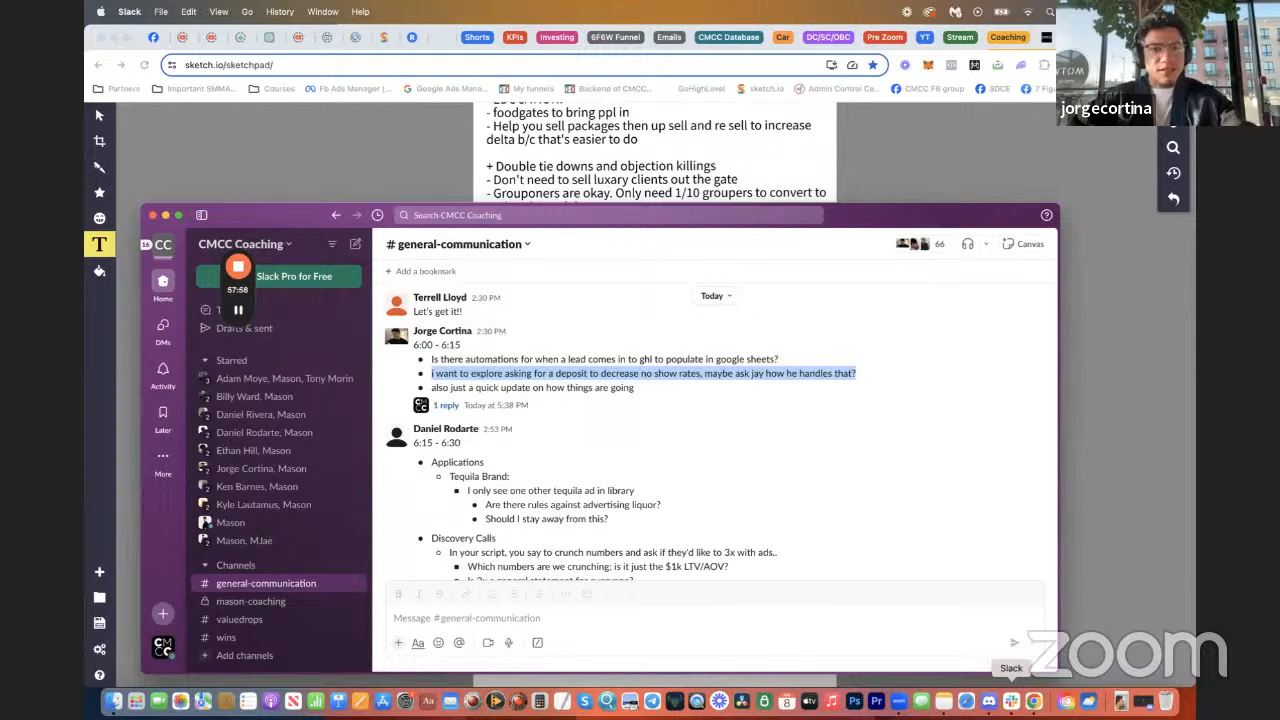 Slack File Edit View Go History Window Help
Shorts KPIs Investing 6F6W Funnel Emails CMCC Database Car DC/SC/OBC Pre Zoom YT Stream Coaching
sketch.io/sketchpad/
Partners Important SMMA... Courses Fb Ads Manager |... Google Ads Mana... My funnels Backend of CMCC... GoHighLevel sketch.io Admin Control Ce... CMCC FB group 3DCE 7 Figu
jorgecortina
- foodgates to bring ppl in
- Help you sell packages then up sell and re sell to increase
delta b/c that's easier to do
+ Double tie downs and objection killings
- Don't need to sell luxary clients out the gate
- Grouponers are okay. Only need 1/10 groupers to convert to
Search CMCC Coaching
16 CC
CMCC Coaching
Slack Pro for Free
57:58
Drafts & sent
Starred
3 Adam Moye, Mason, Tony Morin
2 Billy Ward, Mason
2 Daniel Rivera, Mason
2 Daniel Rodarte, Mason
2 Ethan Hill, Mason
2 Jorge Cortina, Mason
2 Ken Barnes, Mason
2 Kyle Lautamus, Mason
Mason
Mason, MJae
Channels
# general-communication
mason-coaching
# valuedrops
# wins
+ Add channels
Home
DMs
Activity
Later
More
CMCC
# general-communication
66
Canvas
+ Add a bookmark
Today
Terrell Lloyd 2:30 PM
Let's get it!!
Jorge Cortina 2:30 PM
6:00 - 6:15
• Is there automations for when a lead comes in to ghl to populate in google sheets?
• i want to explore asking for a deposit to decrease no show rates, maybe ask jay how he handles that?
• also just a quick update on how things are going
1 reply Today at 5:38 PM
Daniel Rodarte 2:53 PM
6:15 - 6:30
• Applications
Tequila Brand:
I only see one other tequila ad in library
• Are there rules against advertising liquor?
• Should I stay away from this?
• Discovery Calls
In your script, you say to crunch numbers and ask if they'd like to 3x with ads..
• Which numbers are we crunching; is it just the $1k LTV/AOV?
Message #general-communication
Aa
Slack
zoom